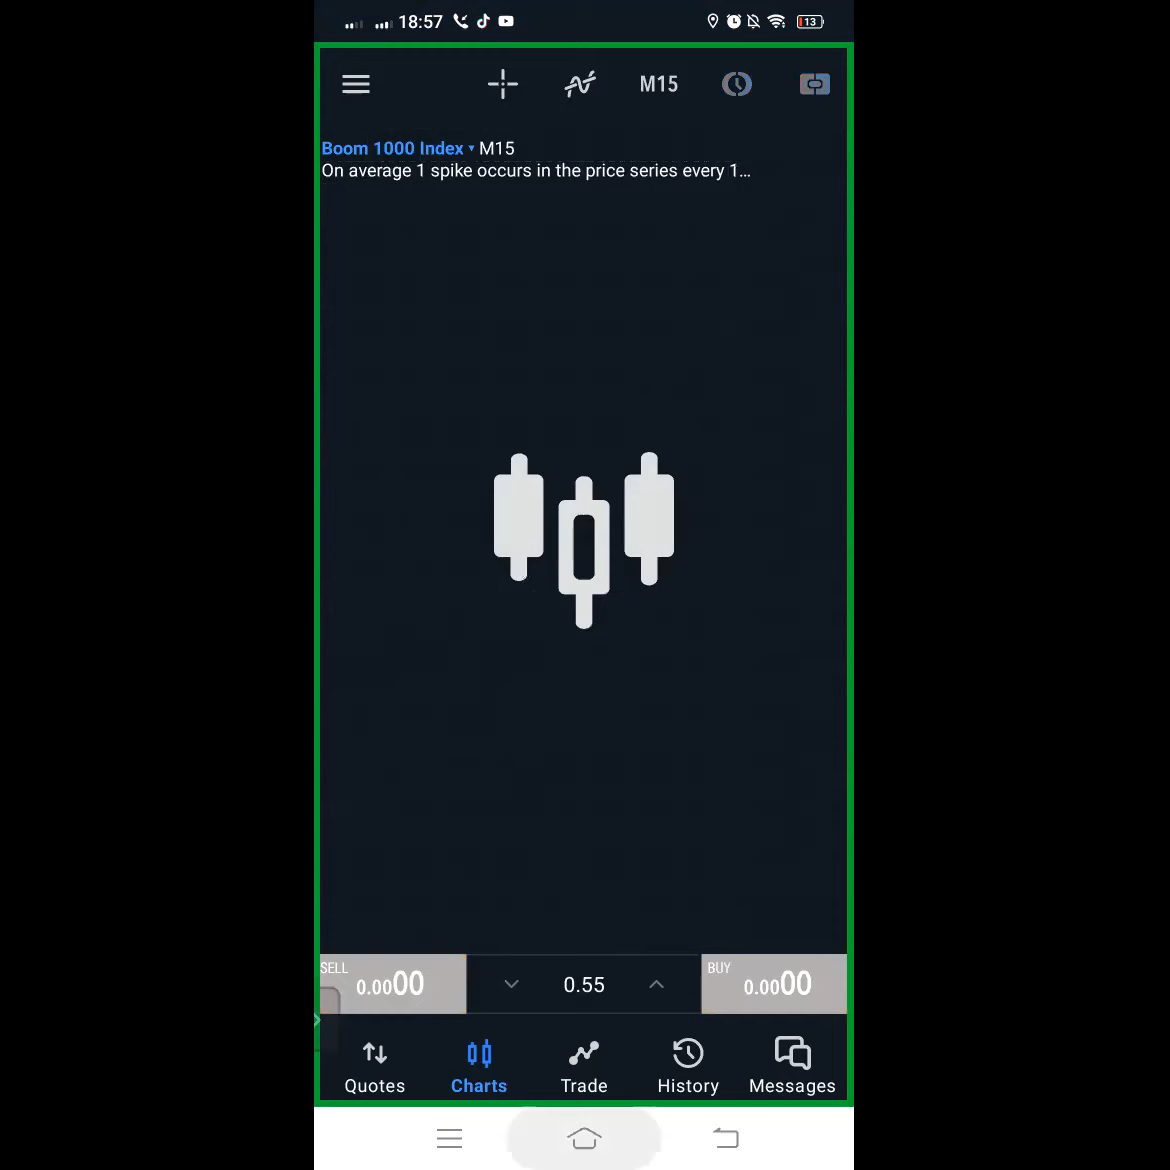 18:57
13
M15
Boom 1000 Index ▾ M15
On average 1 spike occurs in the price series every 1...
SELL
0.0000
0.55
BUY
0.0000
Quotes
Charts
Trade
History
Messages